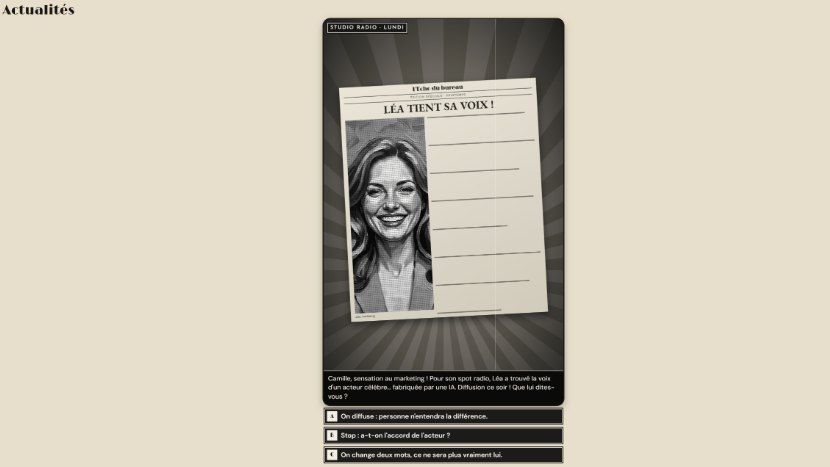 Actualités
STUDIO RADIO · LUNDI
l'Echo du bureau
LÉA TIENT SA VOIX !
Camille, sensation au marketing ! Pour son spot radio, Léa a trouvé la voix
d'un acteur célèbre… fabriquée par une IA. Diffusion ce soir ! Que lui dites-
vous ?
A On diffuse : personne n'entendra la différence.
B Stop : a-t-on l'accord de l'acteur ?
C On change deux mots, ce ne sera plus vraiment lui.